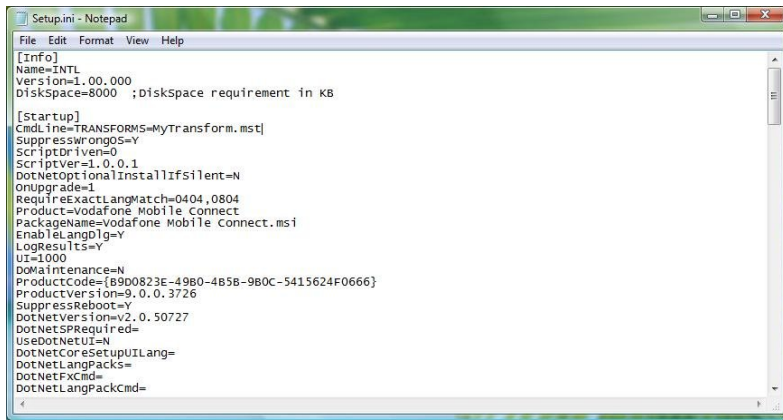 Setup.ini - Notepad
File Edit Format View Help
[Info]
Name=INTL
Version=1.00.000
DiskSpace=8000 ;DiskSpace requirement in KB
[Startup]
CmdLine=TRANSFORMS=MyTransform.mst
SuppressWrongOS=Y
ScriptDriven=0
ScriptVer=1.0.0.1
DotNetOptionalInstallIfSilent=N
OnUpgrade=1
RequireExactLangMatch=0404,0804
Product=Vodafone Mobile Connect
PackageName=Vodafone Mobile Connect.msi
EnableLangDlg=Y
LogResults=Y
UI=1000
DoMaintenance=N
ProductCode={B9D0823E-49B0-4B5B-9B0C-5415624F0666}
ProductVersion=9.0.0.3726
SuppressReboot=Y
DotNetVersion=v2.0.50727
DotNetSPRequired=
UseDotNetUI=N
DotNetCoreSetupUILang=
DotNetLangPacks=
DotNetFxCmd=
DotNetLangPackCmd=